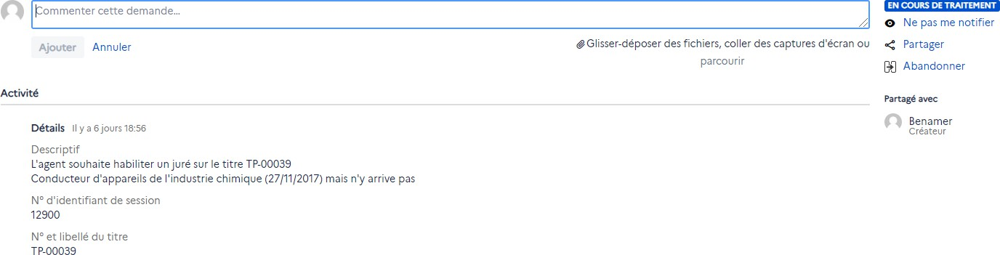 Commenter cette demande...
Ajouter Annuler
Glisser-déposer des fichiers, coller des captures d'écran ou
parcourir
Activité
Détails Il y a 6 jours 18:56
Descriptif
L'agent souhaite habiliter un juré sur le titre TP-00039
Conducteur d'appareils de l'industrie chimique (27/11/2017) mais n'y arrive pas
N° d'identifiant de session
12900
N° et libellé du titre
TP-00039
EN COURS DE TRAITEMENT
Ne pas me notifier
Partager
Abandonner
Partagé avec
Benamer
Créateur